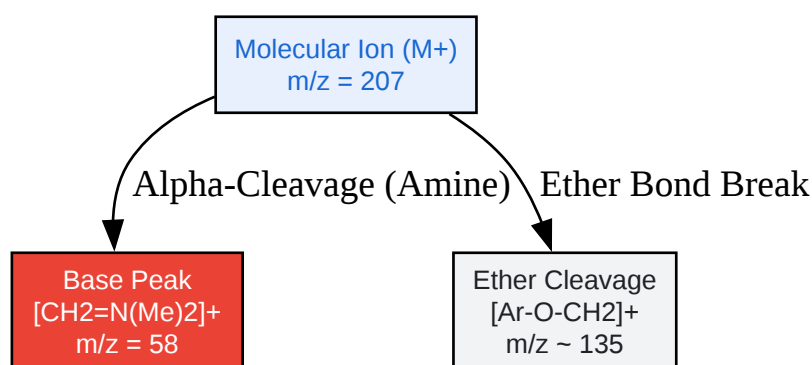 Molecular Ion (M+)
m/z = 207
Alpha-Cleavage (Amine)
Ether Bond Break
Base Peak
[CH2=N(Me)2]+
m/z = 58
Ether Cleavage
[Ar-O-CH2]+
m/z ~ 135